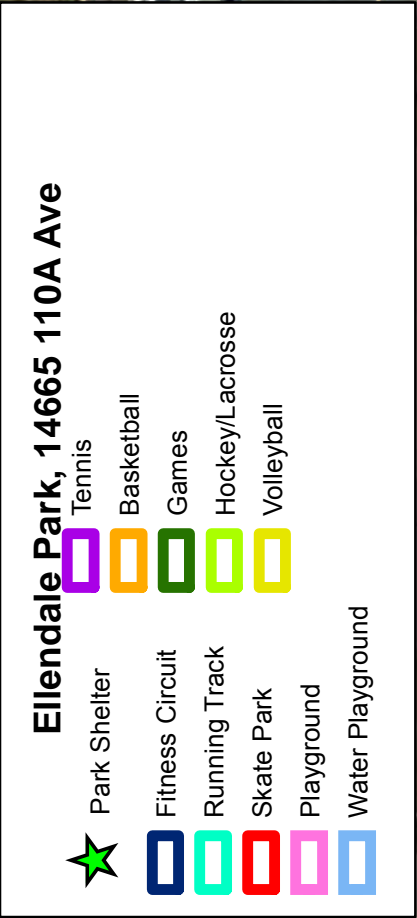 Ellendale Park, 14665 110A Ave
Park Shelter
Fitness Circuit
Running Track
Skate Park
Playground
Water Playground
Tennis
Basketball
Games
Hockey/Lacrosse
Volleyball